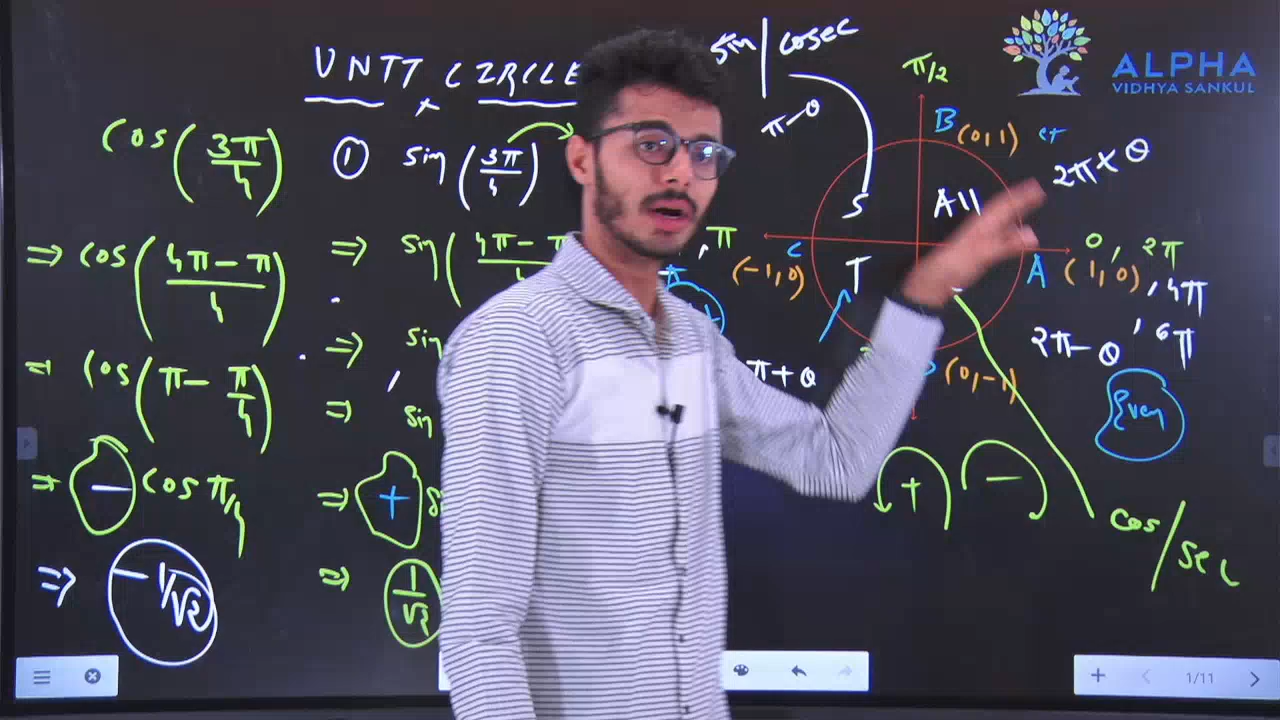 UNIT CIRCLE
cos(3π/4)
⇒ cos((4π-π)/4)
⇒ cos(π-π/4)
⇒ - cos π/4
⇒ -1/√2
① sin(3π/4)
⇒ sin(4π-π
⇒ sin
⇒ sin
⇒ +
⇒ 1/√2
sin/cosec
π-θ
π/2
B (0,1)
2π+θ
S
All
, π
C
(-1,0)
T
0, 2π
A (1,0), 4π
2π-θ, 6π
π+θ
(0,-1)
Even
+
-
cos/sec
ALPHA
VIDHYA SANKUL
1/11